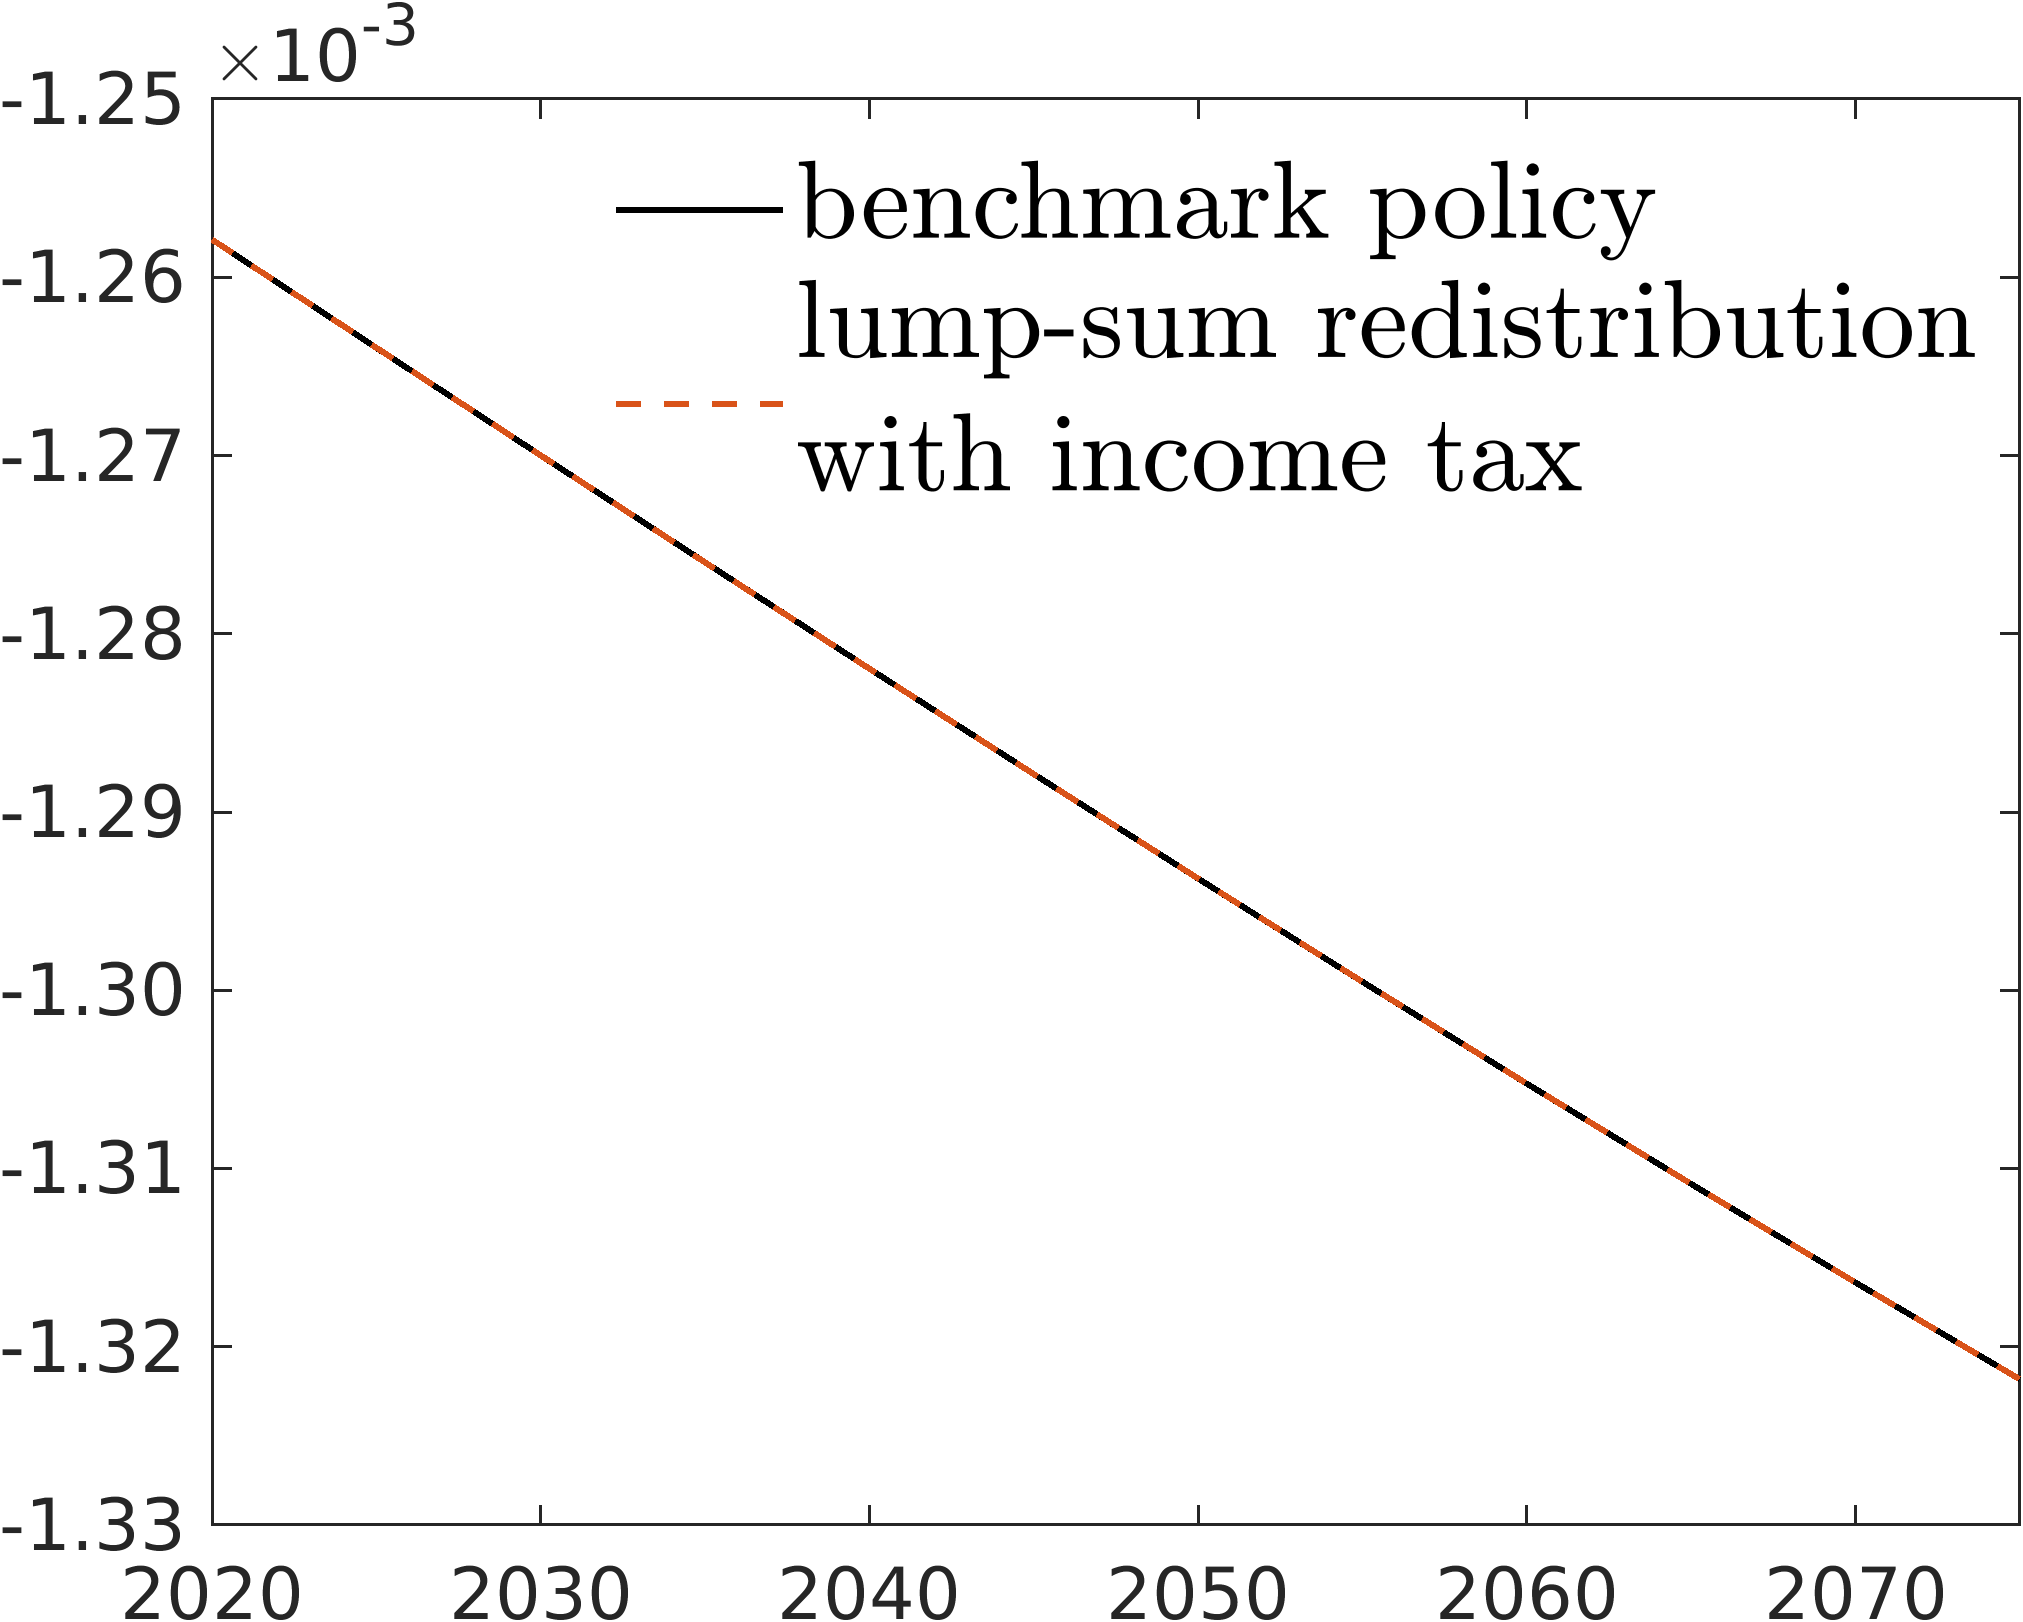 ×10-3
-1.25
-1.26
-1.27
-1.28
-1.29
-1.30
-1.31
-1.32
-1.33
benchmark policy
lump-sum redistribution
with income tax
2020 2030 2040 2050 2060 2070